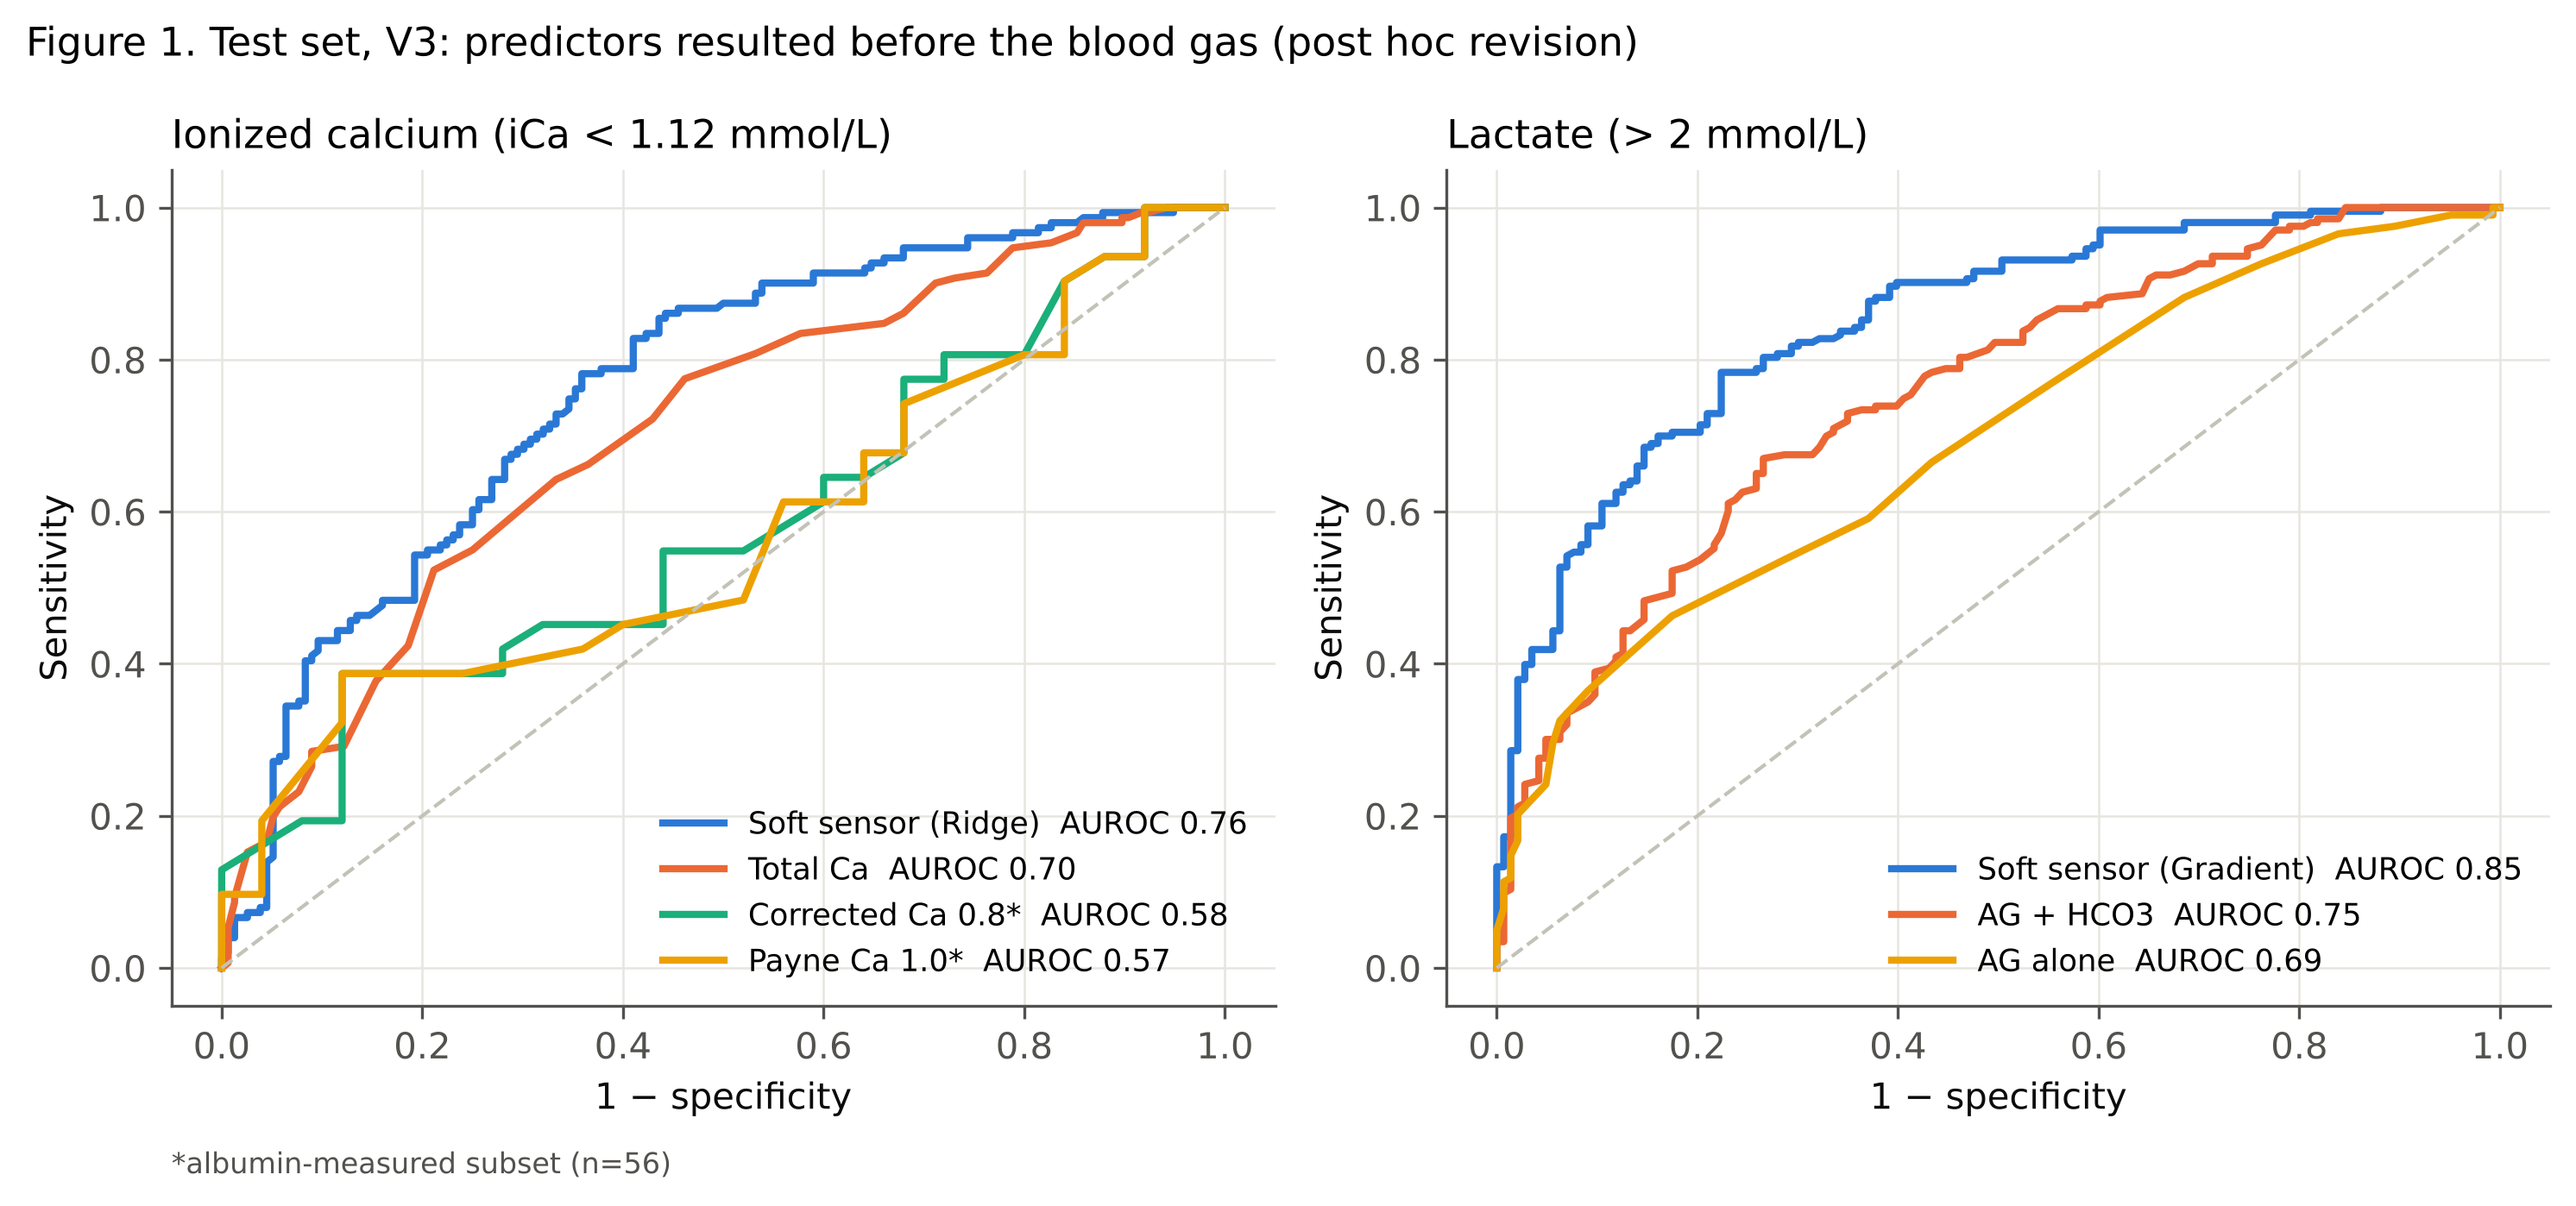 Figure 1. Test set, V3: predictors resulted before the blood gas (post hoc revision)
Ionized calcium (iCa < 1.12 mmol/L)
Sensitivity
1.0
0.8
0.6
0.4
0.2
0.0
0.0 0.2 0.4 0.6 0.8 1.0
1 − specificity
Soft sensor (Ridge) AUROC 0.76
Total Ca AUROC 0.70
Corrected Ca 0.8* AUROC 0.58
Payne Ca 1.0* AUROC 0.57
*albumin-measured subset (n=56)
Lactate (> 2 mmol/L)
Sensitivity
1.0
0.8
0.6
0.4
0.2
0.0
0.0 0.2 0.4 0.6 0.8 1.0
1 − specificity
Soft sensor (Gradient) AUROC 0.85
AG + HCO3 AUROC 0.75
AG alone AUROC 0.69